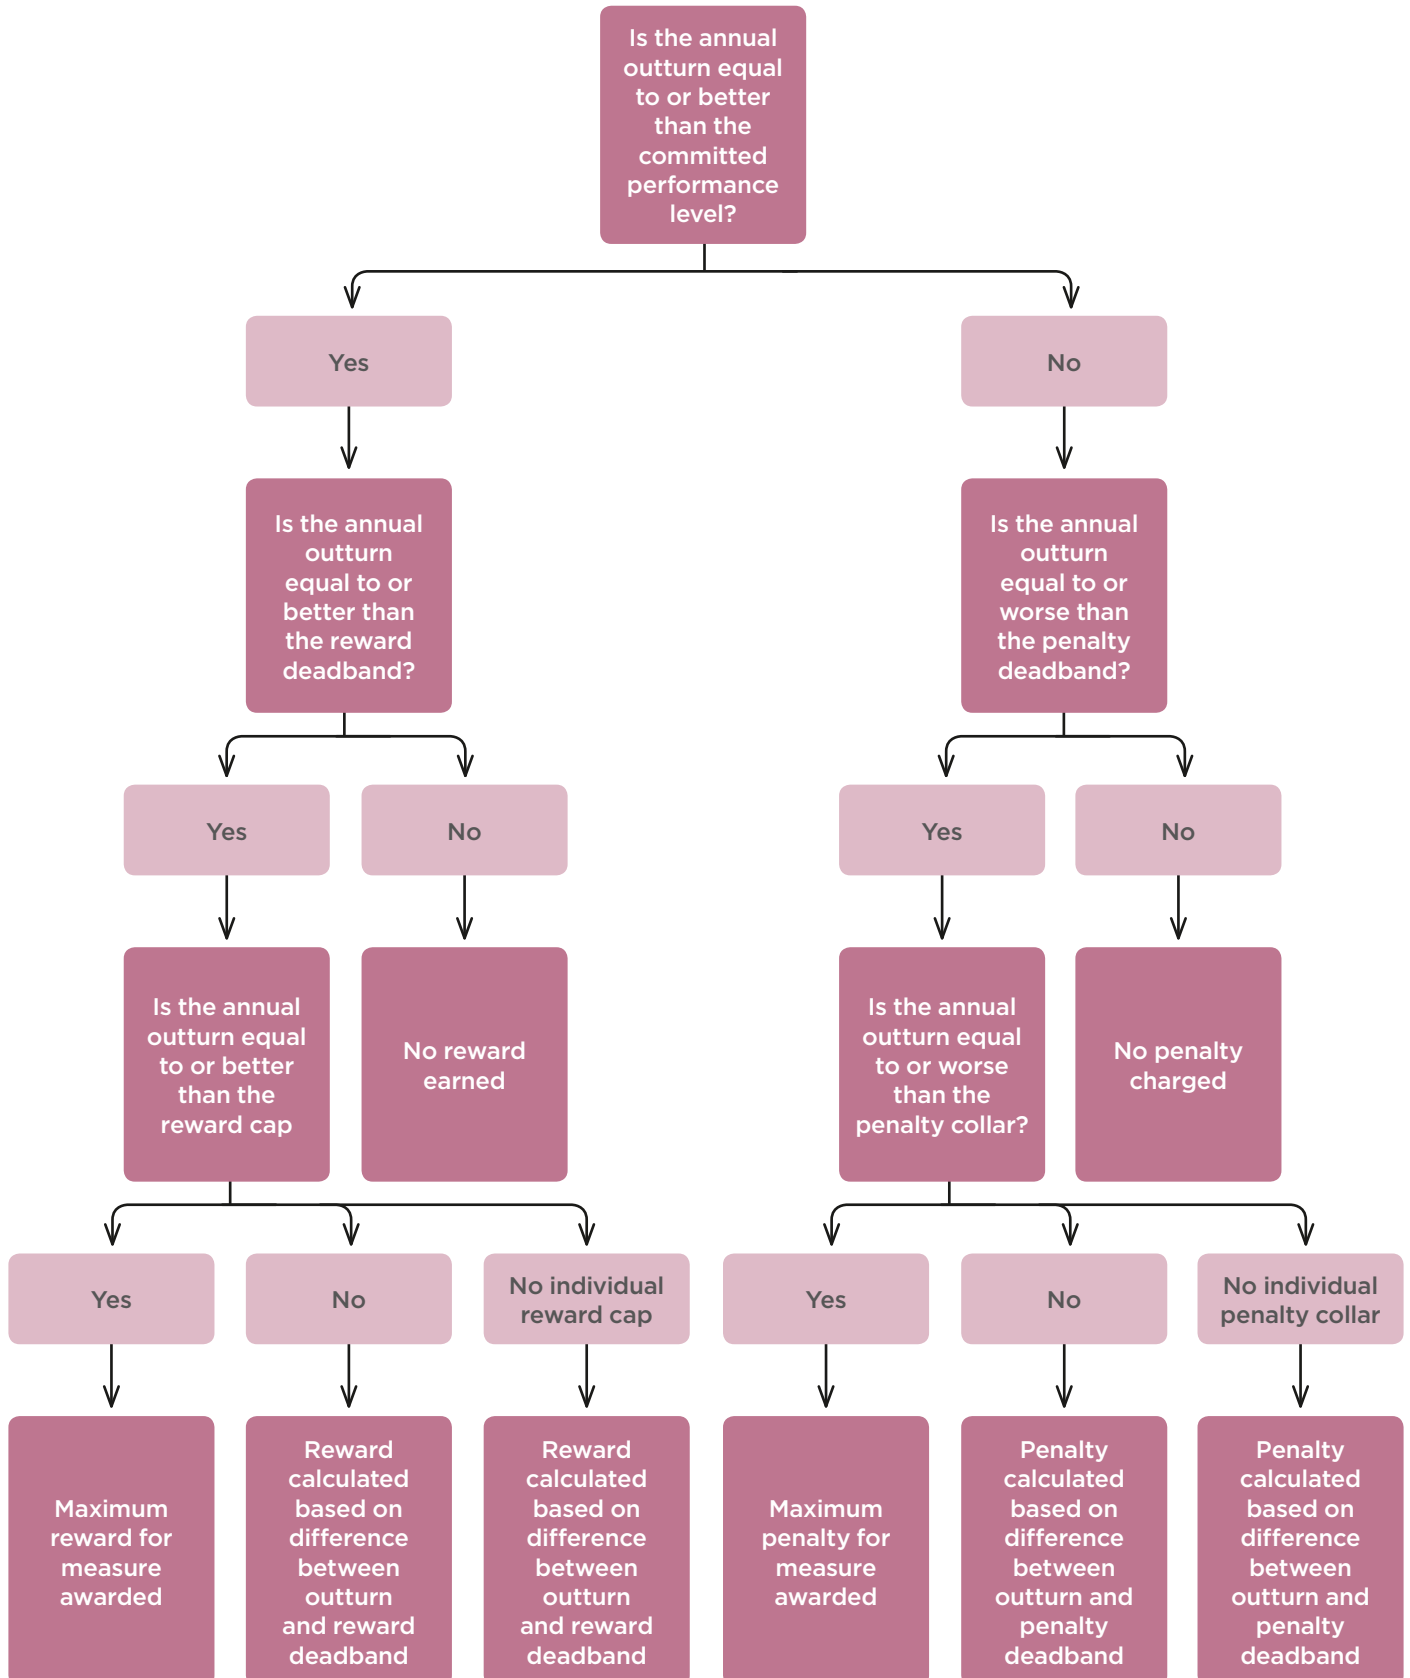 Is the annual
outturn equal
to or better
than the
committed
performance
level?
Yes
No
Is the annual
outturn
equal to or
better than
the reward
deadband?
Is the annual
outturn
equal to or
worse than
the penalty
deadband?
Yes
No
Yes
No
Is the annual
outturn equal
to or better
than the
reward cap
No reward
earned
Is the annual
outturn equal
to or worse
than the
penalty collar?
No penalty
charged
Yes
No
No individual
reward cap
Yes
No
No individual
penalty collar
Maximum
reward for
measure
awarded
Reward
calculated
based on
difference
between
outturn
and reward
deadband
Reward
calculated
based on
difference
between
outturn
and reward
deadband
Maximum
penalty for
measure
awarded
Penalty
calculated
based on
difference
between
outturn and
penalty
deadband
Penalty
calculated
based on
difference
between
outturn and
penalty
deadband